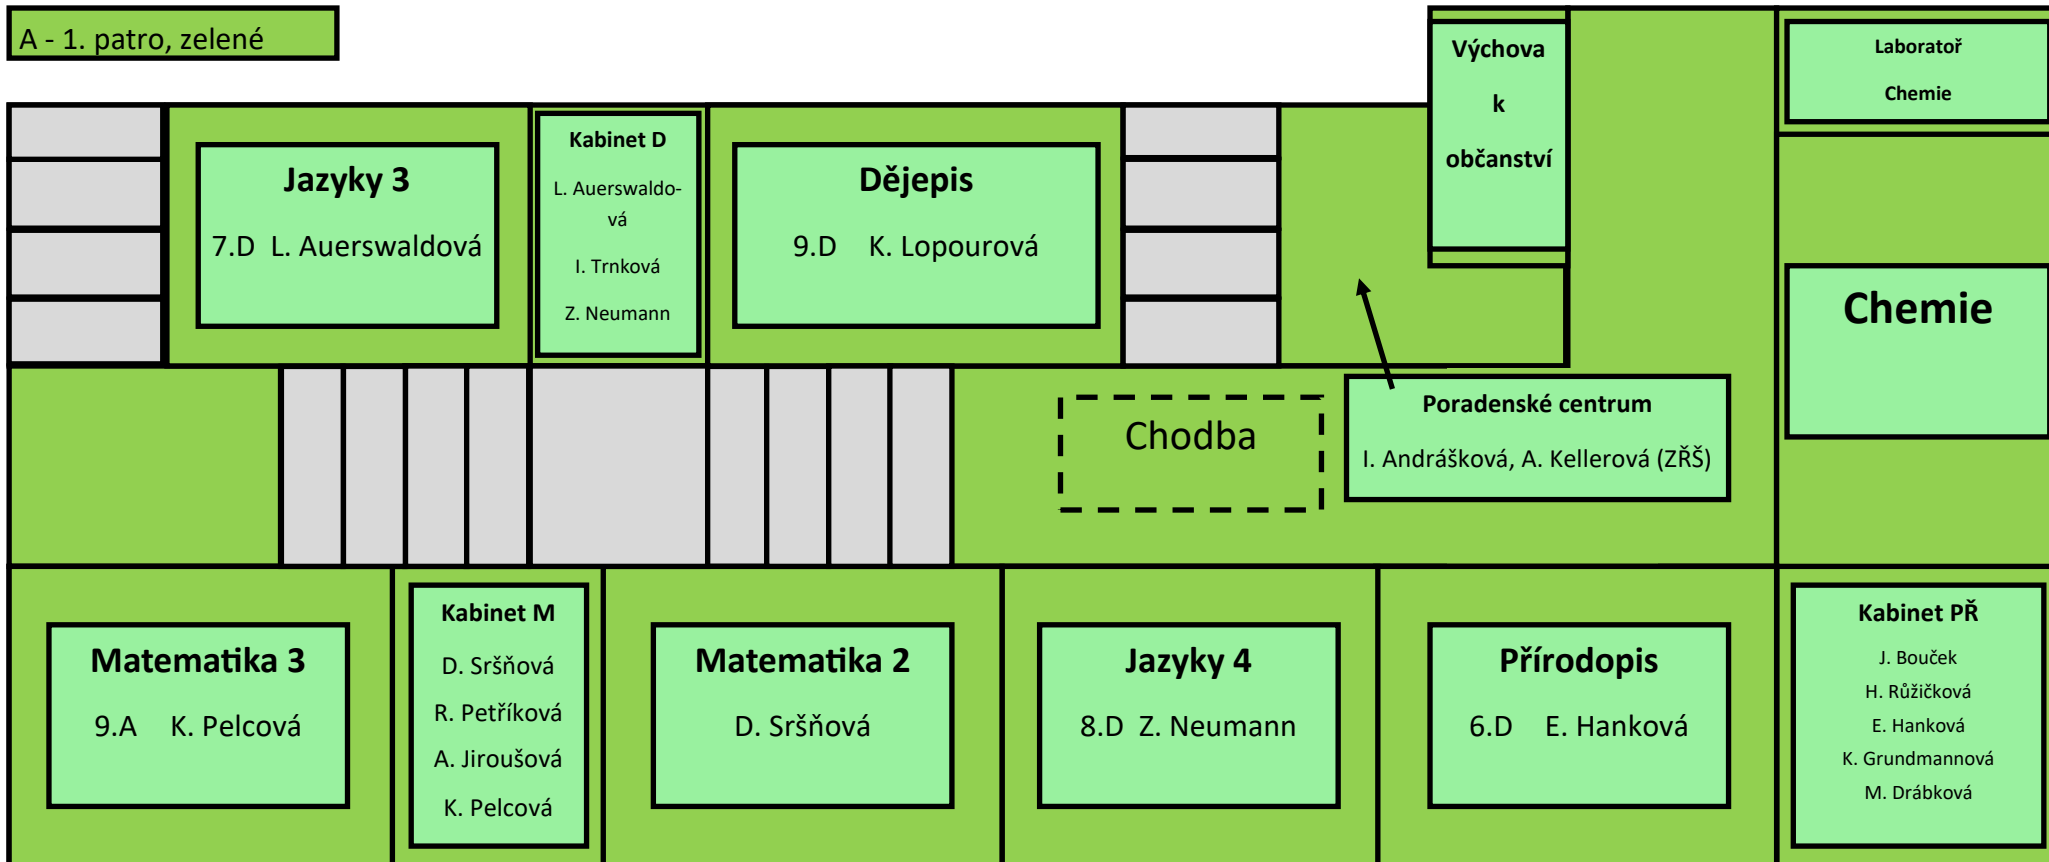 A - 1. patro, zelené
Výchova
k
občanství
Laboratoř
Chemie
Jazyky 3
7.D L. Auerswaldová
Kabinet D
L. Auerswaldo-
vá
I. Trnková
Z. Neumann
Dějepis
9.D K. Lopourová
Chemie
Chodba
Poradenské centrum
I. Andrášková, A. Kellerová (ZŘŠ)
Matematika 3
9.A K. Pelcová
Kabinet M
D. Sršňová
R. Petříková
A. Jiroušová
K. Pelcová
Matematika 2
D. Sršňová
Jazyky 4
8.D Z. Neumann
Přírodopis
6.D E. Hanková
Kabinet PŘ
J. Bouček
H. Růžičková
E. Hanková
K. Grundmannová
M. Drábková